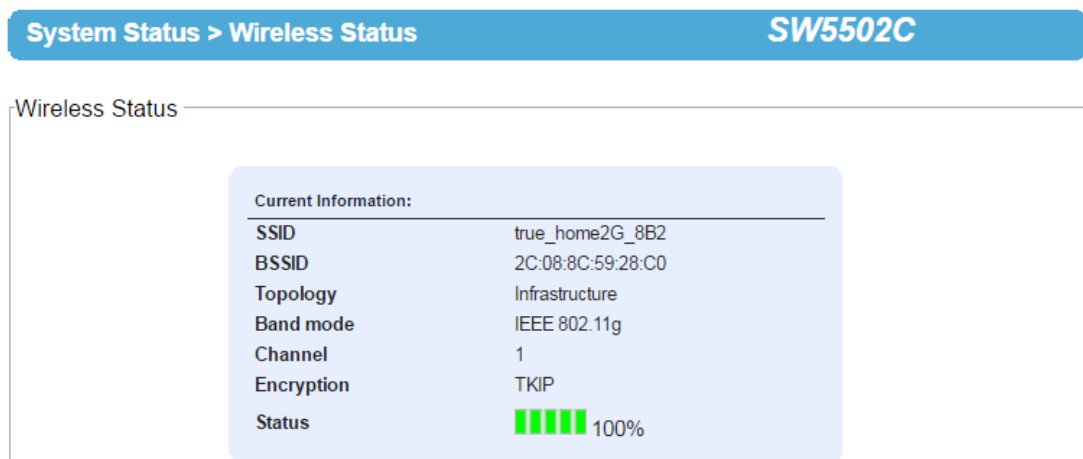 System Status > Wireless Status SW5502C
Wireless Status
Current Information:
SSID true_home2G_8B2
BSSID 2C:08:8C:59:28:C0
Topology Infrastructure
Band mode IEEE 802.11g
Channel 1
Encryption TKIP
Status 100%